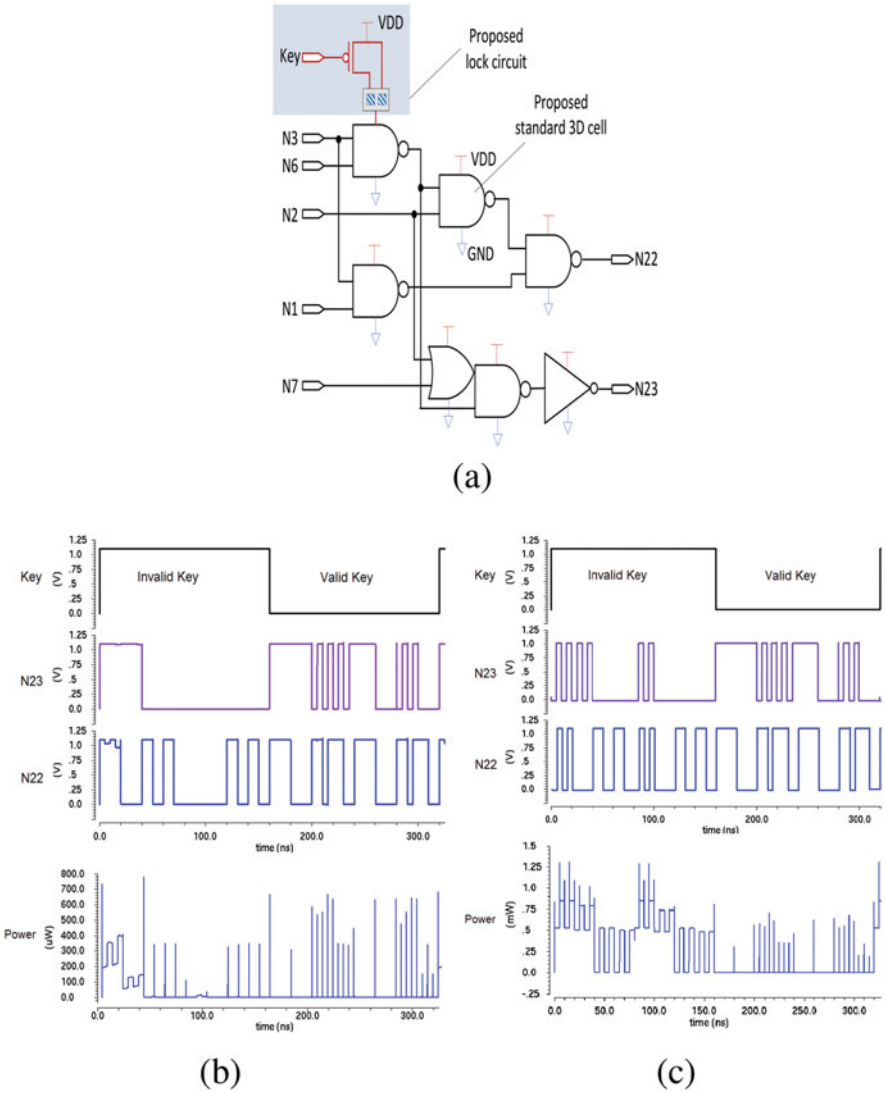 VDD
Key
Proposed
lock circuit
Proposed
standard 3D cell
N3
N6
VDD
N2
GND
N22
N1
N7
N23
(a)
1.25
1.0
.75
.5
.25
0.0
Key
(V)
Invalid Key
Valid Key
1.25
1.0
.75
.5
.25
0.0
N23
(V)
1.25
1.0
.75
.5
.25
0.0
N22
(V)
0.0 100.0 200.0 300.0
time (ns)
800.0
700.0
600.0
500.0
400.0
300.0
200.0
100.0
0.0
Power
(uW)
0.0 100.0 200.0 300.0
time (ns)
(b)
1.25
1.0
.75
.5
.25
0.0
Key
(V)
Invalid Key
Valid Key
1.25
1.0
.75
.5
.25
0.0
N23
(V)
1.25
1.0
.75
.5
.25
0.0
N22
(V)
0.0 100.0 200.0 300.0
time (ns)
1.5
1.25
1.0
.75
.5
.25
0.0
-.25
Power
(mW)
0.0 50.0 100.0 150.0 200.0 250.0 300.0
time (ns)
(c)